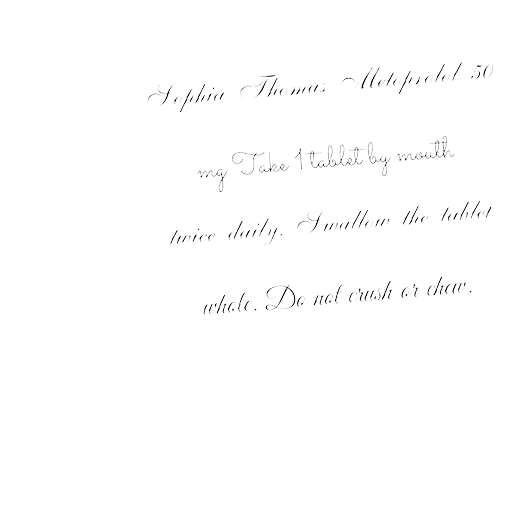 Sophia Thomas Metoprolol 50
mg Take 1 tablet by mouth
twice daily. Swallow the tablet
whole. Do not crush or chew.